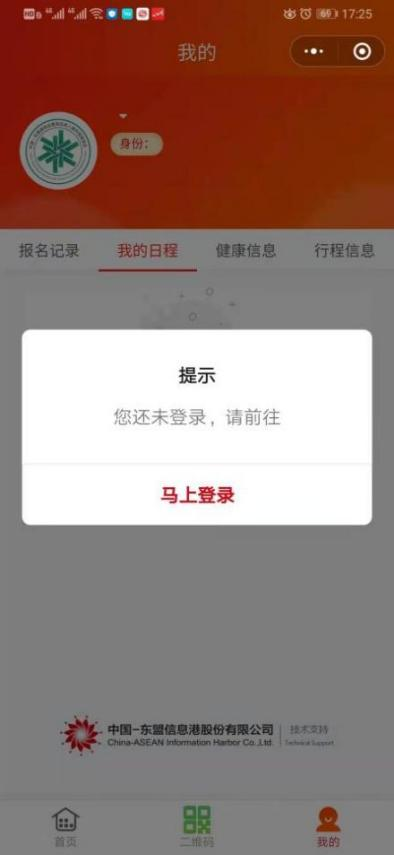 17:25
我的
身份：
报名记录 我的日程 健康信息 行程信息
提示
您还未登录，请前往
马上登录
中国-东盟信息港股份有限公司 技术支持
China-ASEAN Information Harbor Co.,Ltd. Technical Support
首页 二维码 我的